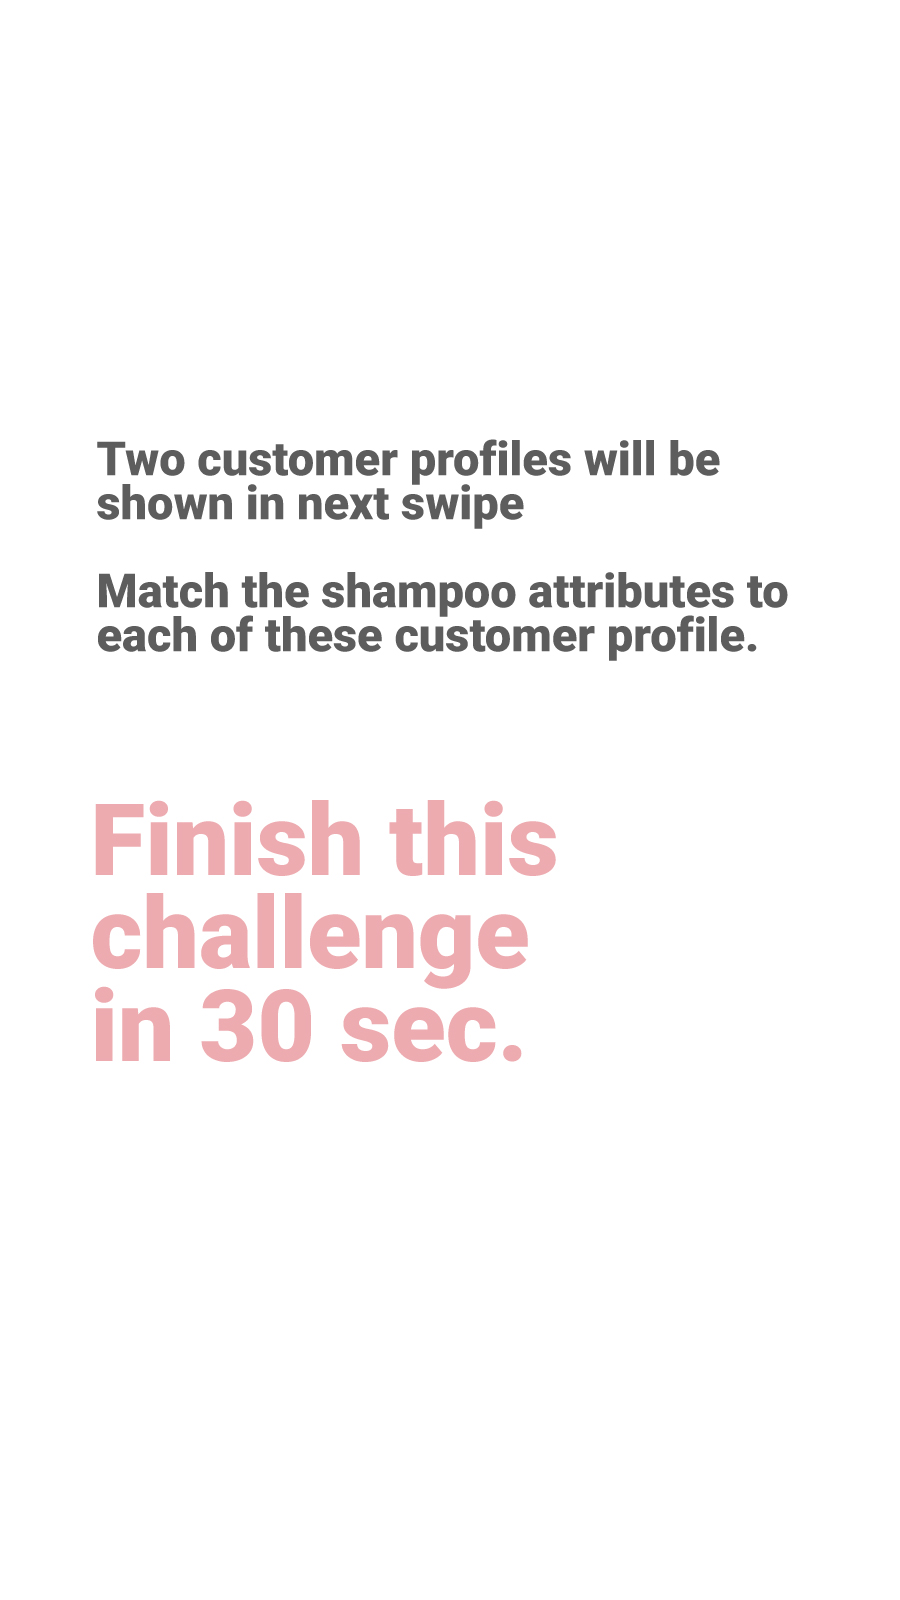 Two customer profiles will be
shown in next swipe
Match the shampoo attributes to
each of these customer profile.
Finish this
challenge
in 30 sec.